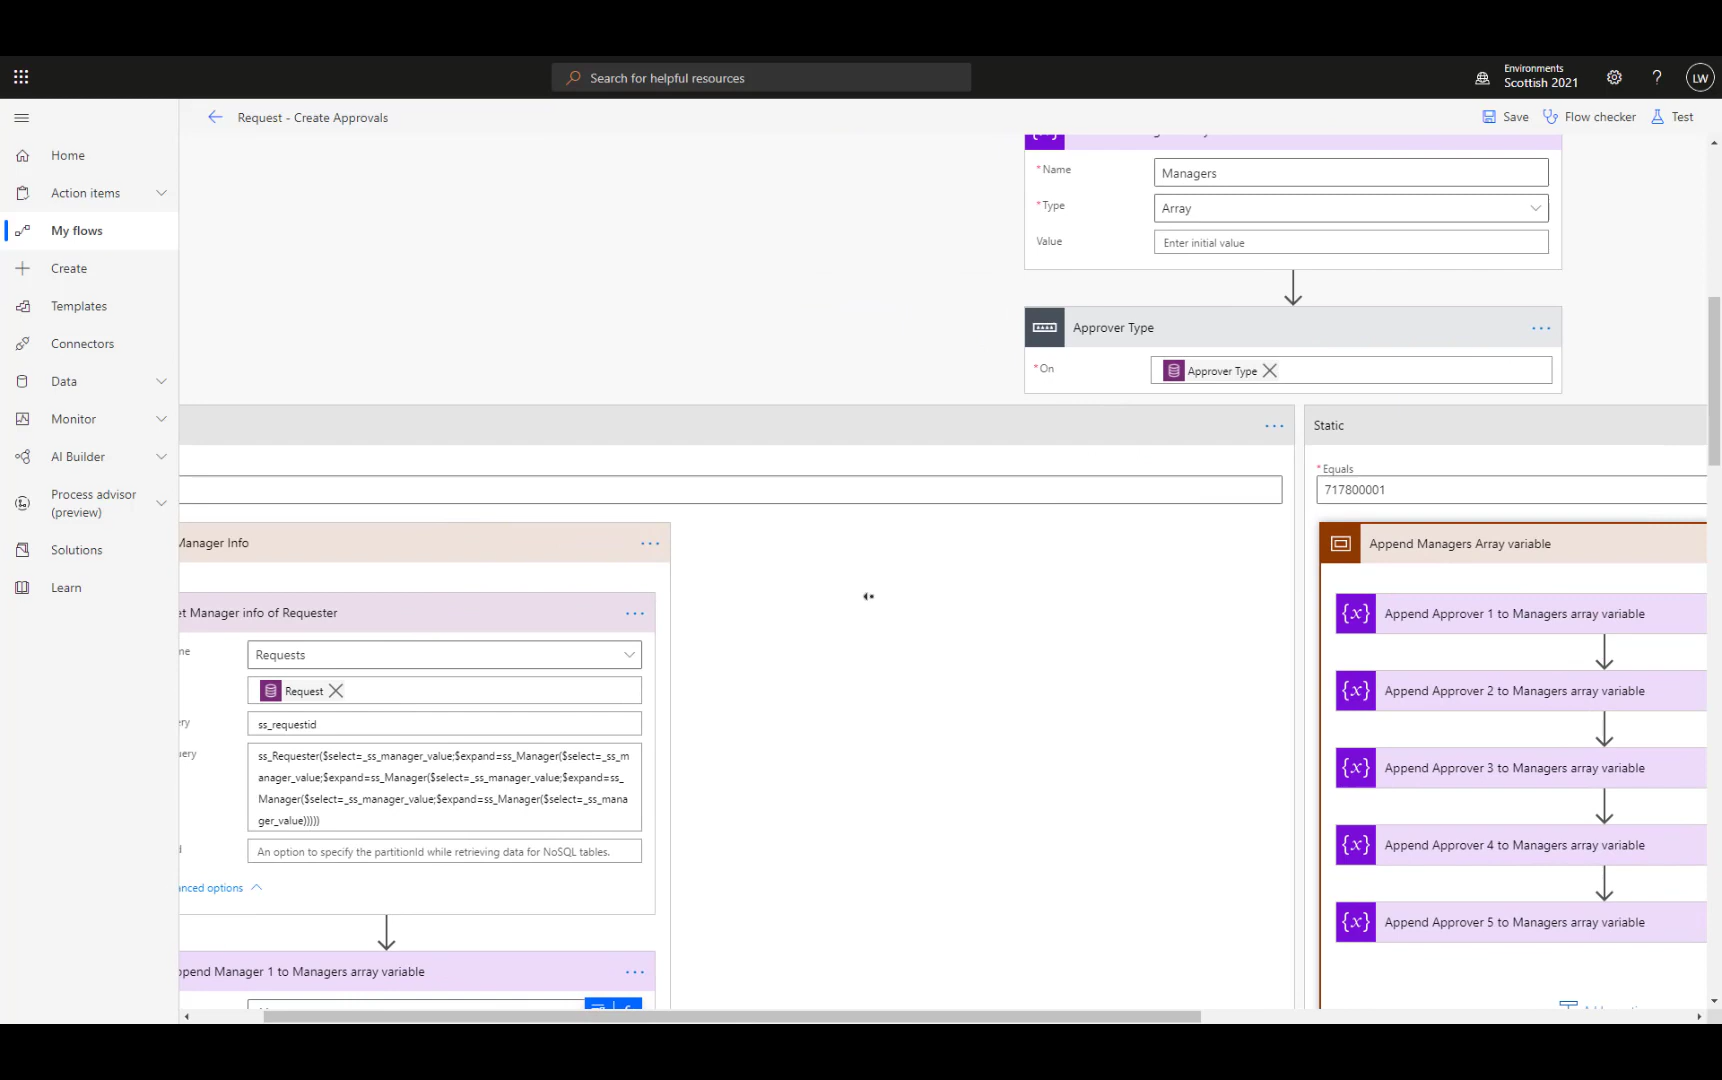 Search for helpful resources
Environments
Scottish 2021
?
LW
Request - Create Approvals
Save
Flow checker
Test
Home
Action items
My flows
Create
Templates
Connectors
Data
Monitor
AI Builder
Process advisor
(preview)
Solutions
Learn
*Name
Managers
*Type
Array
Value
Enter initial value
Approver Type
...
*On
Approver Type
...
Static
*Equals
717800001
Manager Info
...
Append Managers Array variable
et Manager info of Requester
...
{x} Append Approver 1 to Managers array variable
me
Requests
Request
{x} Append Approver 2 to Managers array variable
ery
ss_requestid
uery
ss_Requester($select=_ss_manager_value;$expand=ss_Manager($select=_ss_m
anager_value;$expand=ss_Manager($select=_ss_manager_value;$expand=ss_
Manager($select=_ss_manager_value;$expand=ss_Manager($select=_ss_mana
ger_value)))))
{x} Append Approver 3 to Managers array variable
d
An option to specify the partitionId while retrieving data for NoSQL tables.
{x} Append Approver 4 to Managers array variable
anced options
{x} Append Approver 5 to Managers array variable
ppend Manager 1 to Managers array variable
...